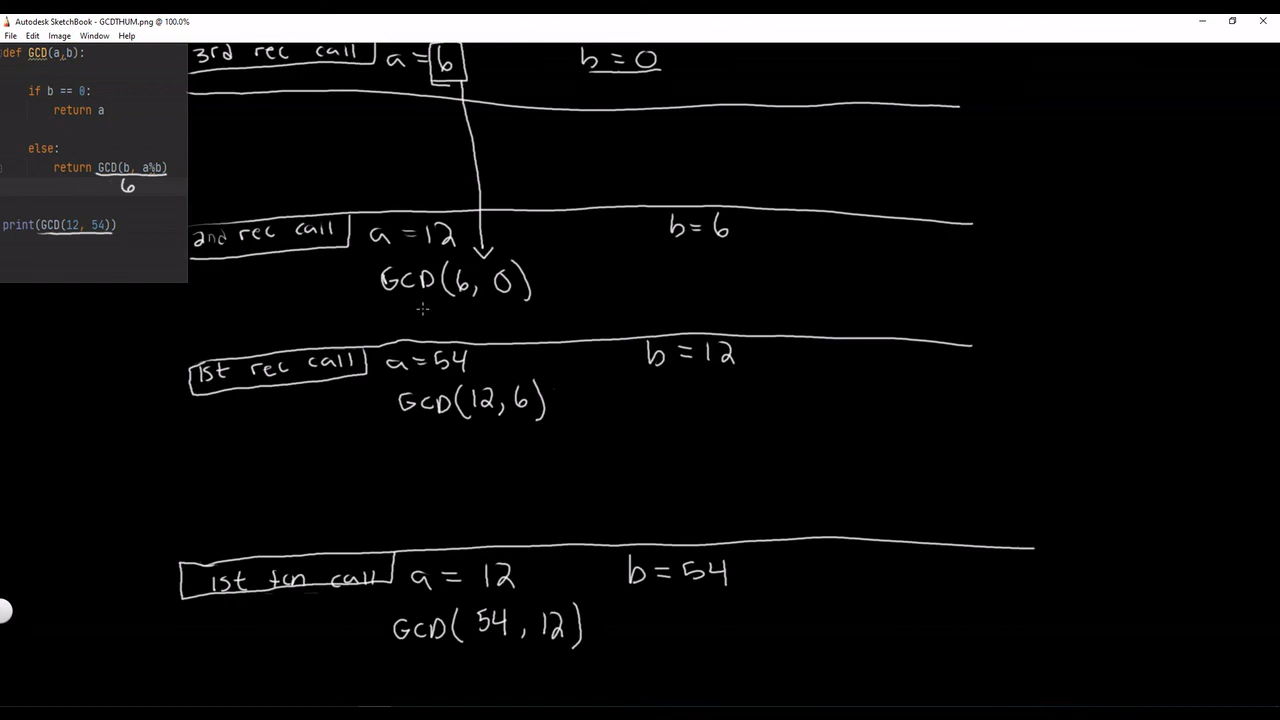 Autodesk SketchBook - GCDTHUM.png @ 100.0%
File Edit Image Window Help
def GCD(a,b):
if b == 0:
return a
else:
return GCD(b, a%b)
6
print(GCD(12, 54))
3rd rec call a = 6 b = 0
2nd rec call a = 12 b = 6
GCD(6, 0)
1st rec call a = 54 b = 12
GCD(12, 6)
1st fcn call a = 12 b = 54
GCD( 54, 12)